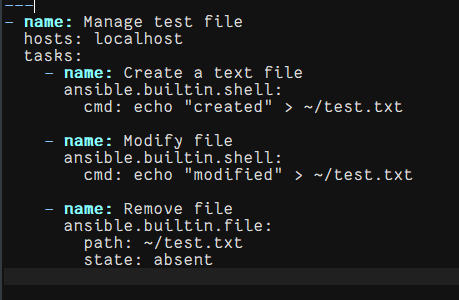 ---
- name: Manage test file
  hosts: localhost
  tasks:
    - name: Create a text file
      ansible.builtin.shell:
        cmd: echo "created" > ~/test.txt

    - name: Modify file
      ansible.builtin.shell:
        cmd: echo "modified" > ~/test.txt

    - name: Remove file
      ansible.builtin.file:
        path: ~/test.txt
        state: absent